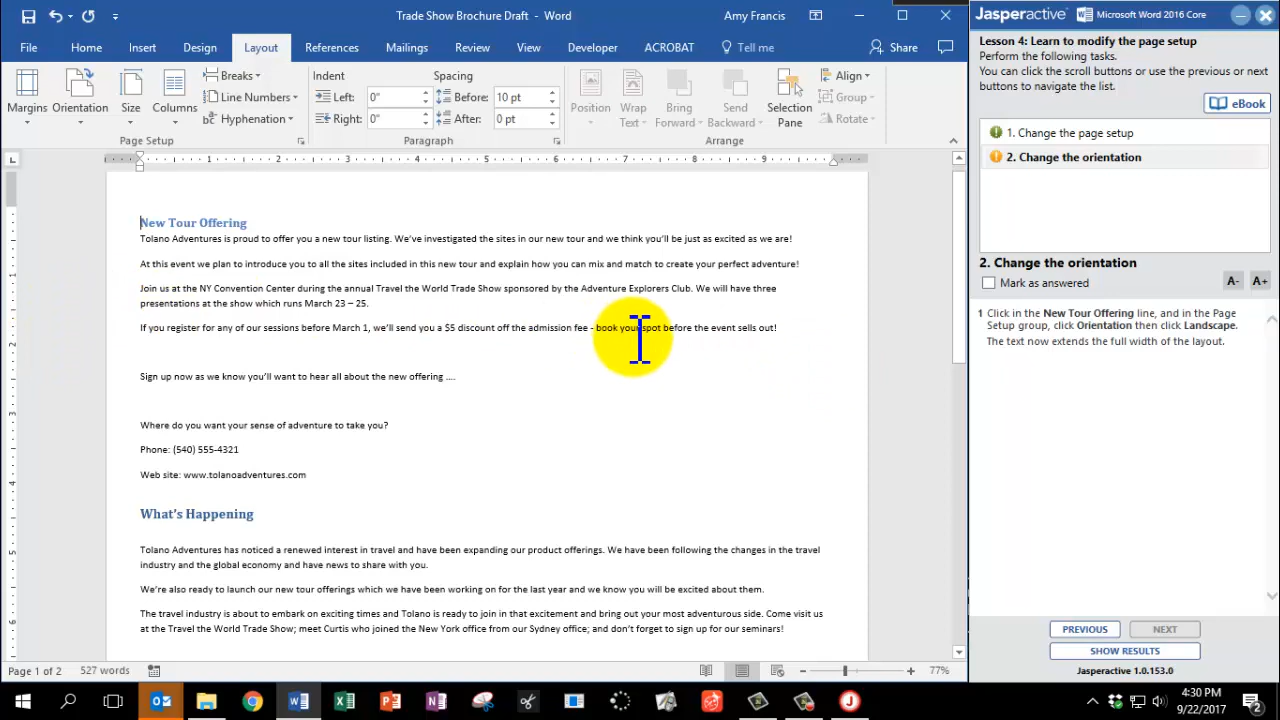 Trade Show Brochure Draft - Word
Amy Francis
File Home Insert Design Layout References Mailings Review View Developer ACROBAT Tell me Share
Margins Orientation Size Columns
Breaks
Line Numbers
Hyphenation
Page Setup
Indent
Left: 0"
Right: 0"
Spacing
Before: 10 pt
After: 0 pt
Paragraph
Position
Wrap Text
Bring Forward
Send Backward
Selection Pane
Align
Group
Rotate
Arrange
1 2 3 4 5 6 7 8 9
New Tour Offering
Tolano Adventures is proud to offer you a new tour listing. We've investigated the sites in our new tour and we think you'll be just as excited as we are!
At this event we plan to introduce you to all the sites included in this new tour and explain how you can mix and match to create your perfect adventure!
Join us at the NY Convention Center during the annual Travel the World Trade Show sponsored by the Adventure Explorers Club. We will have three
presentations at the show which runs March 23 – 25.
If you register for any of our sessions before March 1, we'll send you a $5 discount off the admission fee - book your spot before the event sells out!
Sign up now as we know you'll want to hear all about the new offering ....
Where do you want your sense of adventure to take you?
Phone: (540) 555-4321
Web site: www.tolanoadventures.com
What's Happening
Tolano Adventures has noticed a renewed interest in travel and have been expanding our product offerings. We have been following the changes in the travel
industry and the global economy and have news to share with you.
We're also ready to launch our new tour offerings which we have been working on for the last year and we know you will be excited about them.
The travel industry is about to embark on exciting times and Tolano is ready to join in that excitement and bring out your most adventurous side. Come visit us
at the Travel the World Trade Show; meet Curtis who joined the New York office from our Sydney office; and don't forget to sign up for our seminars!
1
2
3
4
5
6
Page 1 of 2 527 words
77%
Jasperactive Microsoft Word 2016 Core
Lesson 4: Learn to modify the page setup
Perform the following tasks.
You can click the scroll buttons or use the previous or next
buttons to navigate the list.
eBook
1. Change the page setup
2. Change the orientation
2. Change the orientation
Mark as answered
A- A+
1 Click in the New Tour Offering line, and in the Page
Setup group, click Orientation then click Landscape.
The text now extends the full width of the layout.
PREVIOUS NEXT
SHOW RESULTS
Jasperactive 1.0.153.0
4:30 PM
9/22/2017
2